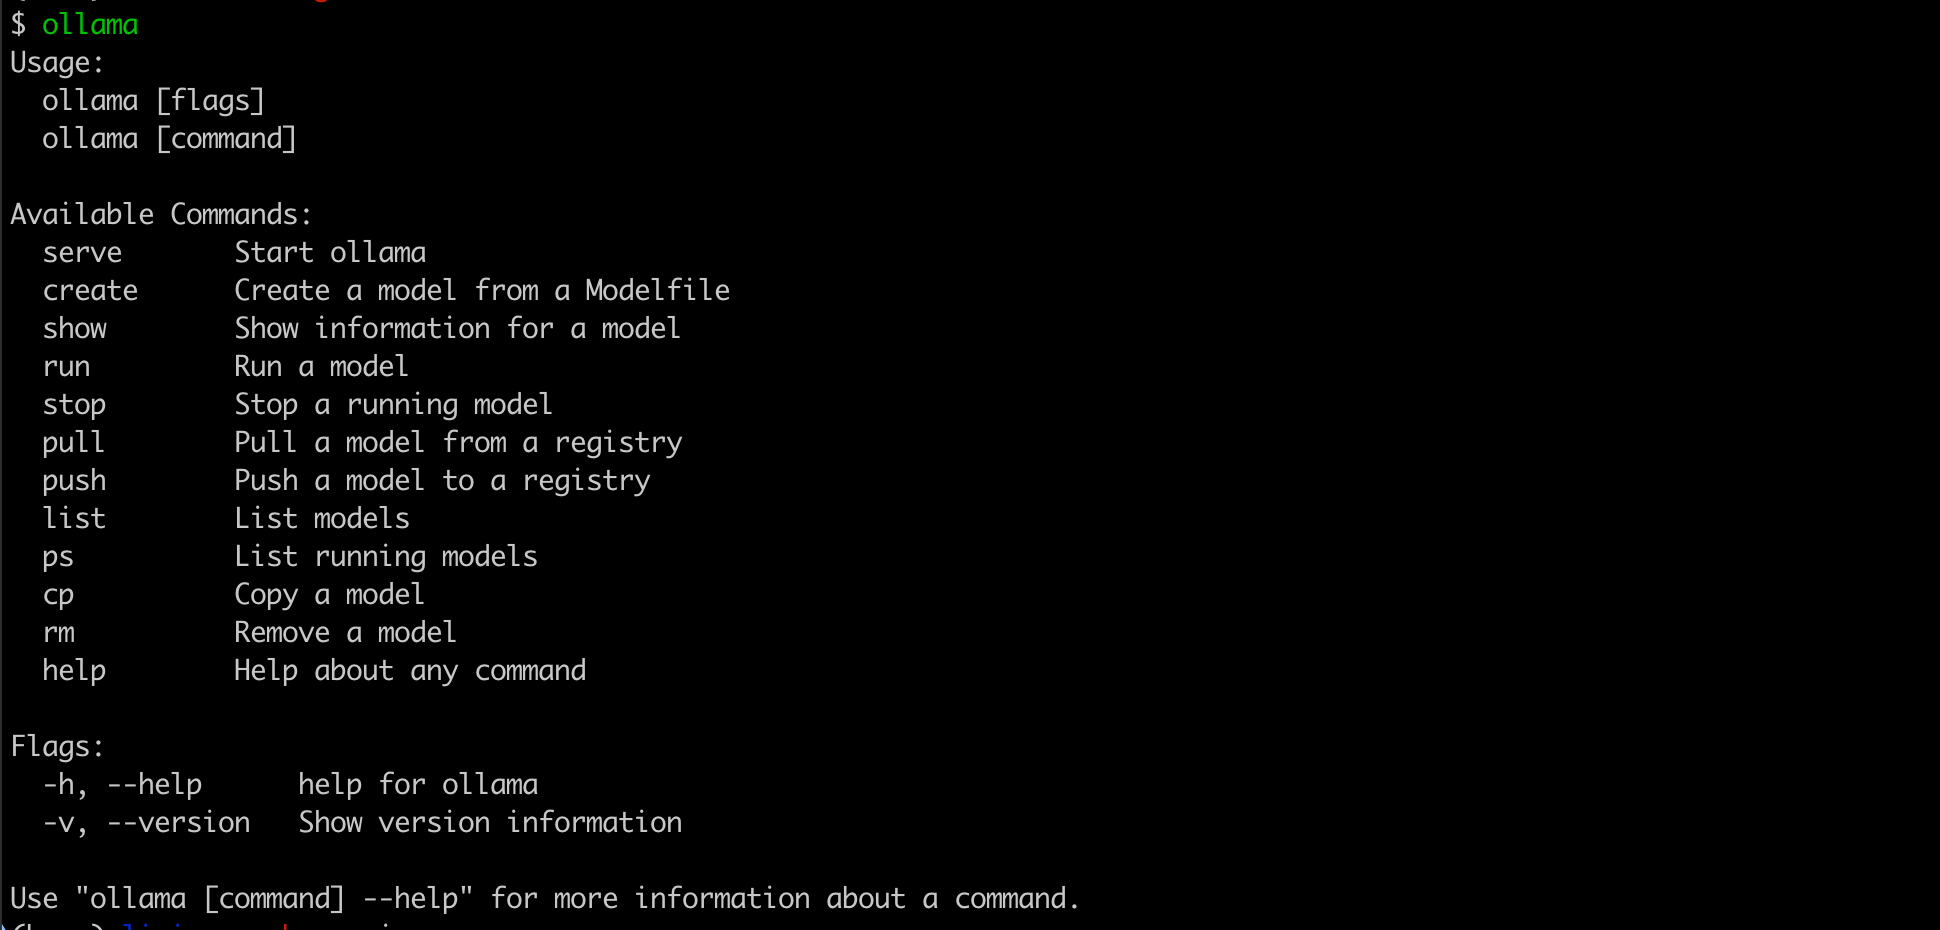 $ ollama
Usage:
  ollama [flags]
  ollama [command]

Available Commands:
  serve       Start ollama
  create      Create a model from a Modelfile
  show        Show information for a model
  run         Run a model
  stop        Stop a running model
  pull        Pull a model from a registry
  push        Push a model to a registry
  list        List models
  ps          List running models
  cp          Copy a model
  rm          Remove a model
  help        Help about any command

Flags:
  -h, --help      help for ollama
  -v, --version   Show version information

Use "ollama [command] --help" for more information about a command.